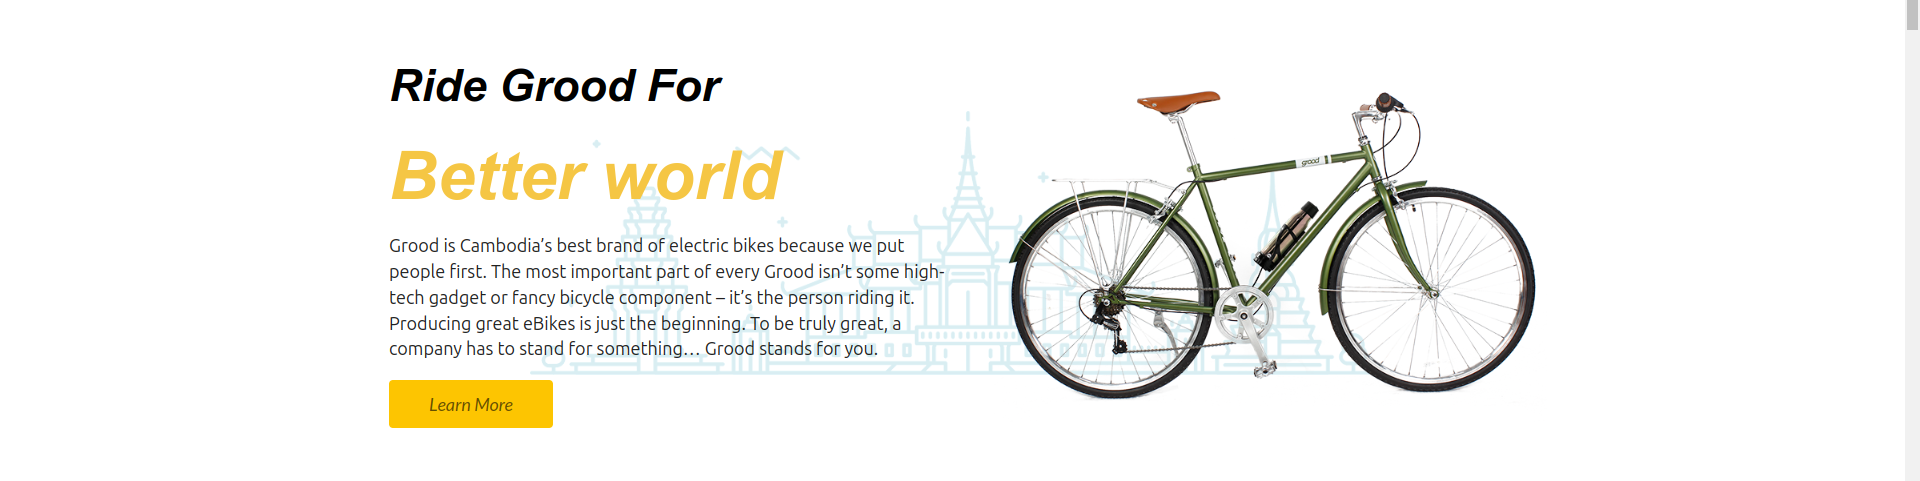 Ride Grood For
Better world
Grood is Cambodia’s best brand of electric bikes because we put
people first. The most important part of every Grood isn’t some high-
tech gadget or fancy bicycle component – it’s the person riding it.
Producing great eBikes is just the beginning. To be truly great, a
company has to stand for something… Grood stands for you.
Learn More
grood